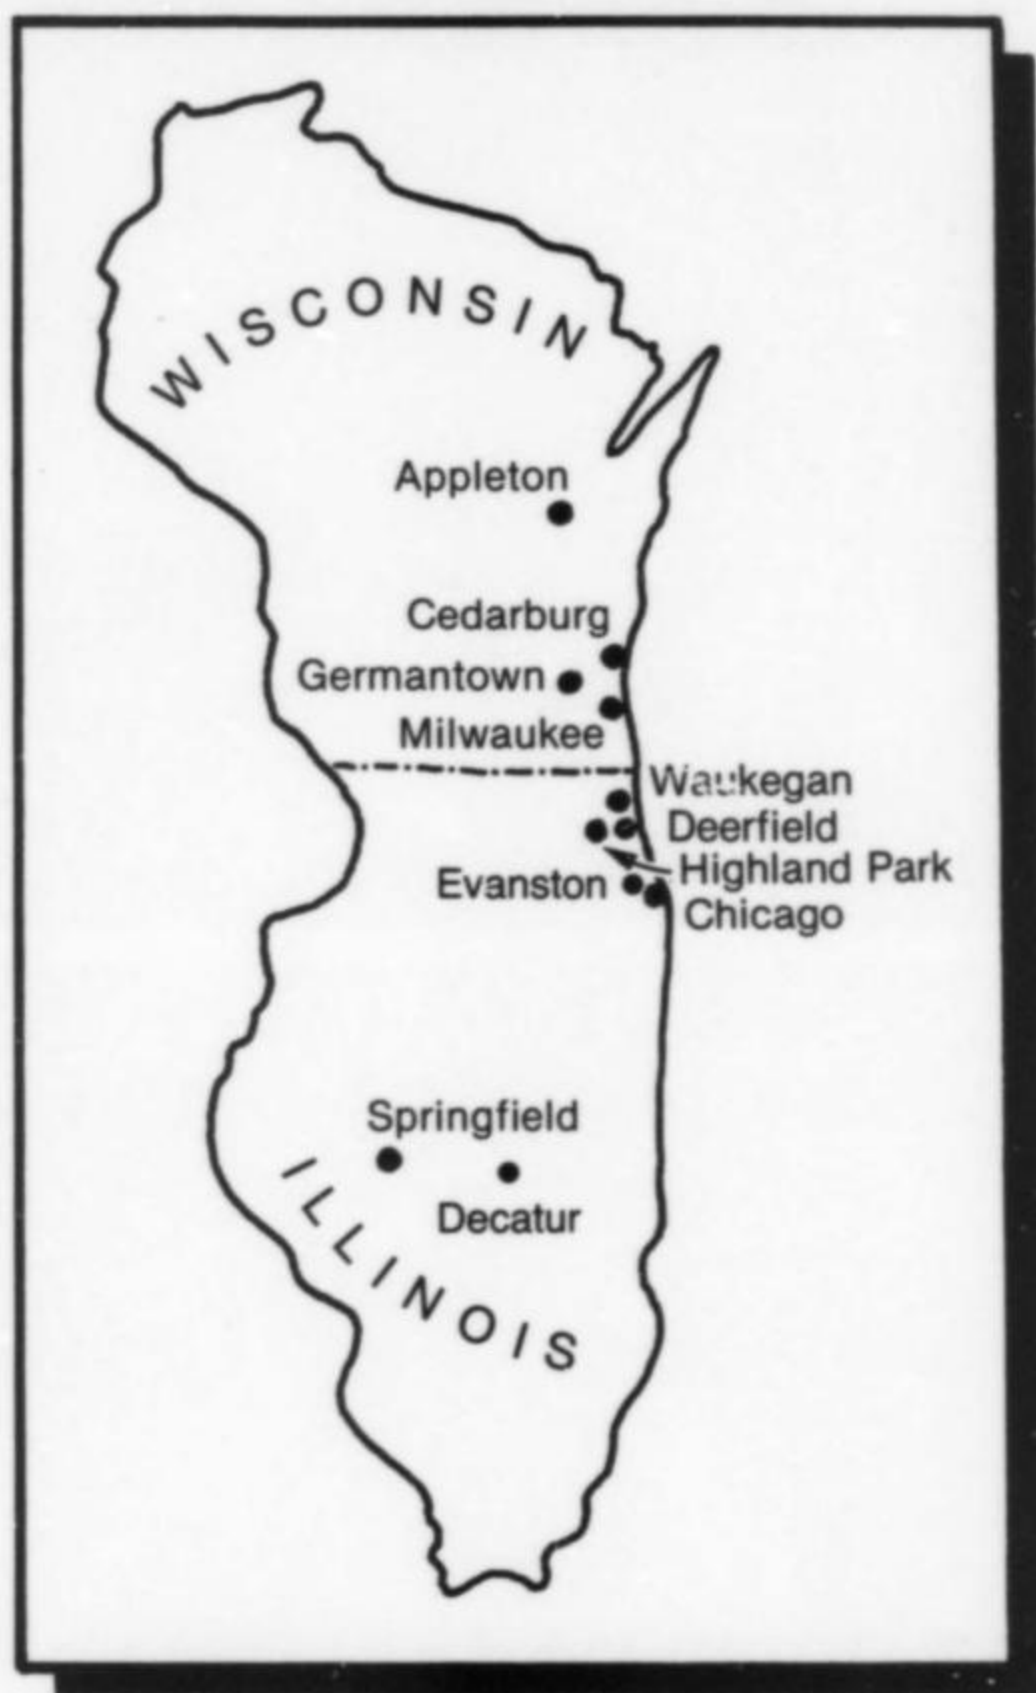 WISCONSIN
Appleton
Cedarburg
Germantown
Milwaukee
Waukegan
Deerfield
Highland Park
Evanston
Chicago
Springfield
Decatur
ILLINOIS